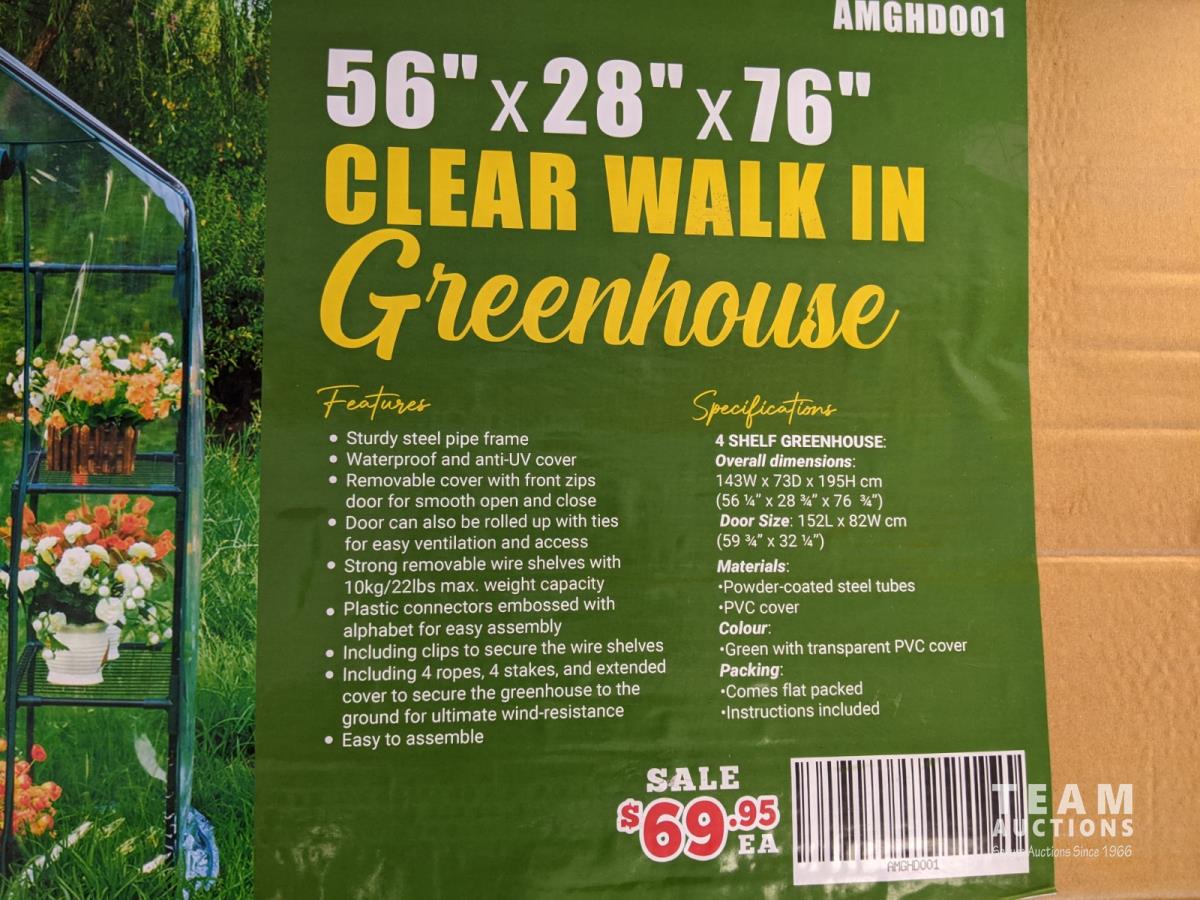 AMGHD001
56" x 28" x 76"
CLEAR WALK IN
Greenhouse
Features
• Sturdy steel pipe frame
• Waterproof and anti-UV cover
• Removable cover with front zips
door for smooth open and close
• Door can also be rolled up with ties
for easy ventilation and access
• Strong removable wire shelves with
10kg/22lbs max. weight capacity
• Plastic connectors embossed with
alphabet for easy assembly
• Including clips to secure the wire shelves
• Including 4 ropes, 4 stakes, and extended
cover to secure the greenhouse to the
ground for ultimate wind-resistance
• Easy to assemble
Specifications
4 SHELF GREENHOUSE:
Overall dimensions:
143W x 73D x 195H cm
(56 ¼" x 28 ¾" x 76 ¾")
Door Size: 152L x 82W cm
(59 ¾" x 32 ¼")
Materials:
•Powder-coated steel tubes
•PVC cover
Colour:
•Green with transparent PVC cover
Packing:
•Comes flat packed
•Instructions included
SALE
$69.95
EA
AMGHD001
TEAM
AUCTIONS
Auctions Since 1966